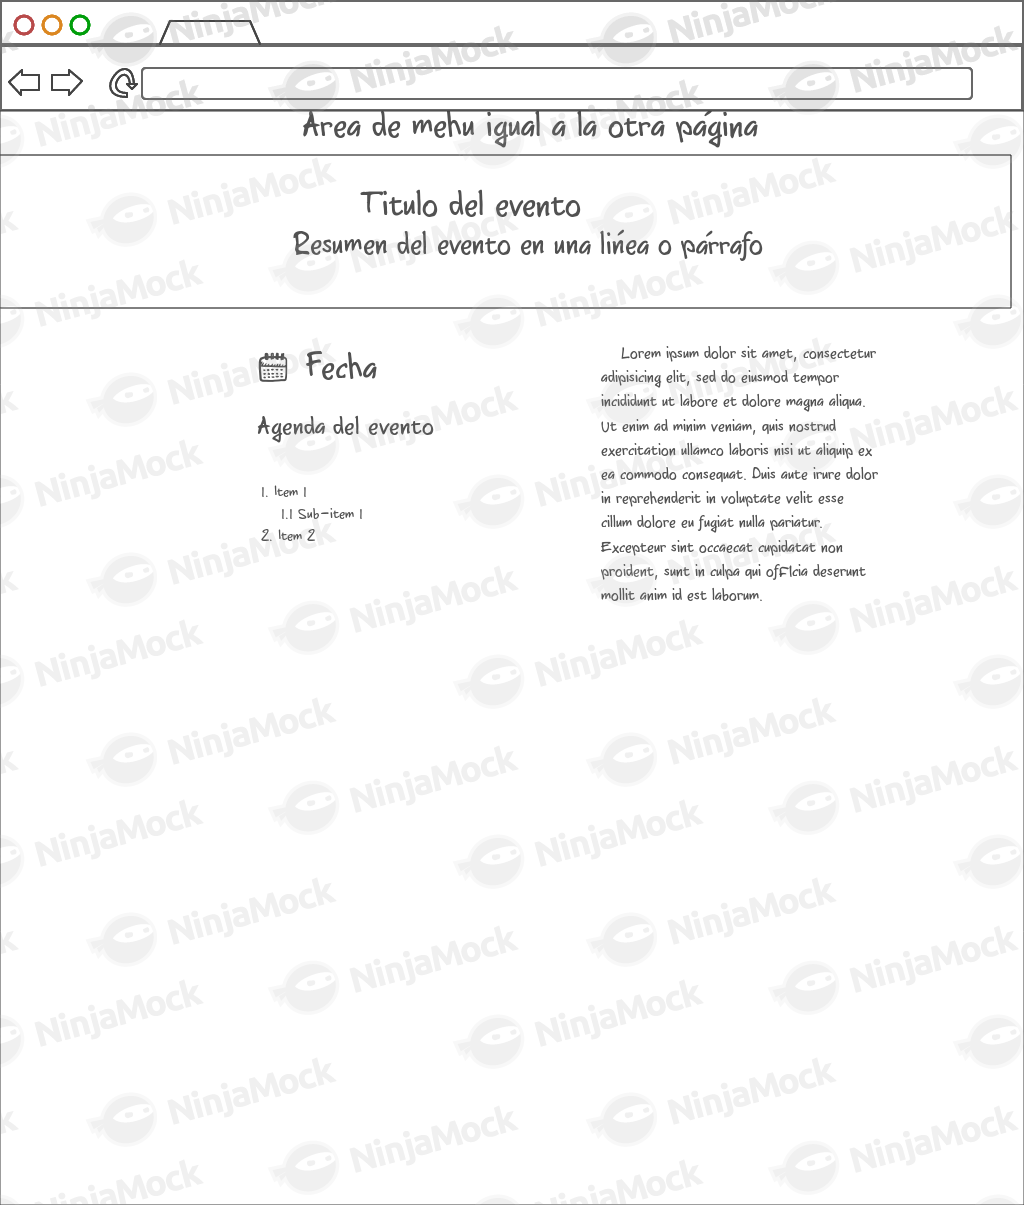 Area de mehu igual a la otra página
Titulo del evento
Resumen del evento en una lińea o párrafo
Fecha
Agenda del evento
1. Item 1
1.1 Sub-item 1
2. Item 2
Lorem ipsum dolor sit amet, consectetur
adipisicing elit, sed do eiusmod tempor
incididunt ut labore et dolore magna aliqua.
Ut enim ad minim veniam, quis nostrud
exercitation ullamco laboris nisi ut aliquip ex
ea commodo consequat. Duis aute irure dolor
in reprehenderit in voluptate velit esse
cillum dolore eu fugiat nulla pariatur.
Excepteur sint occaecat cupidatat non
proident, sunt in culpa qui officia deserunt
mollit anim id est laborum.
NinjaMock